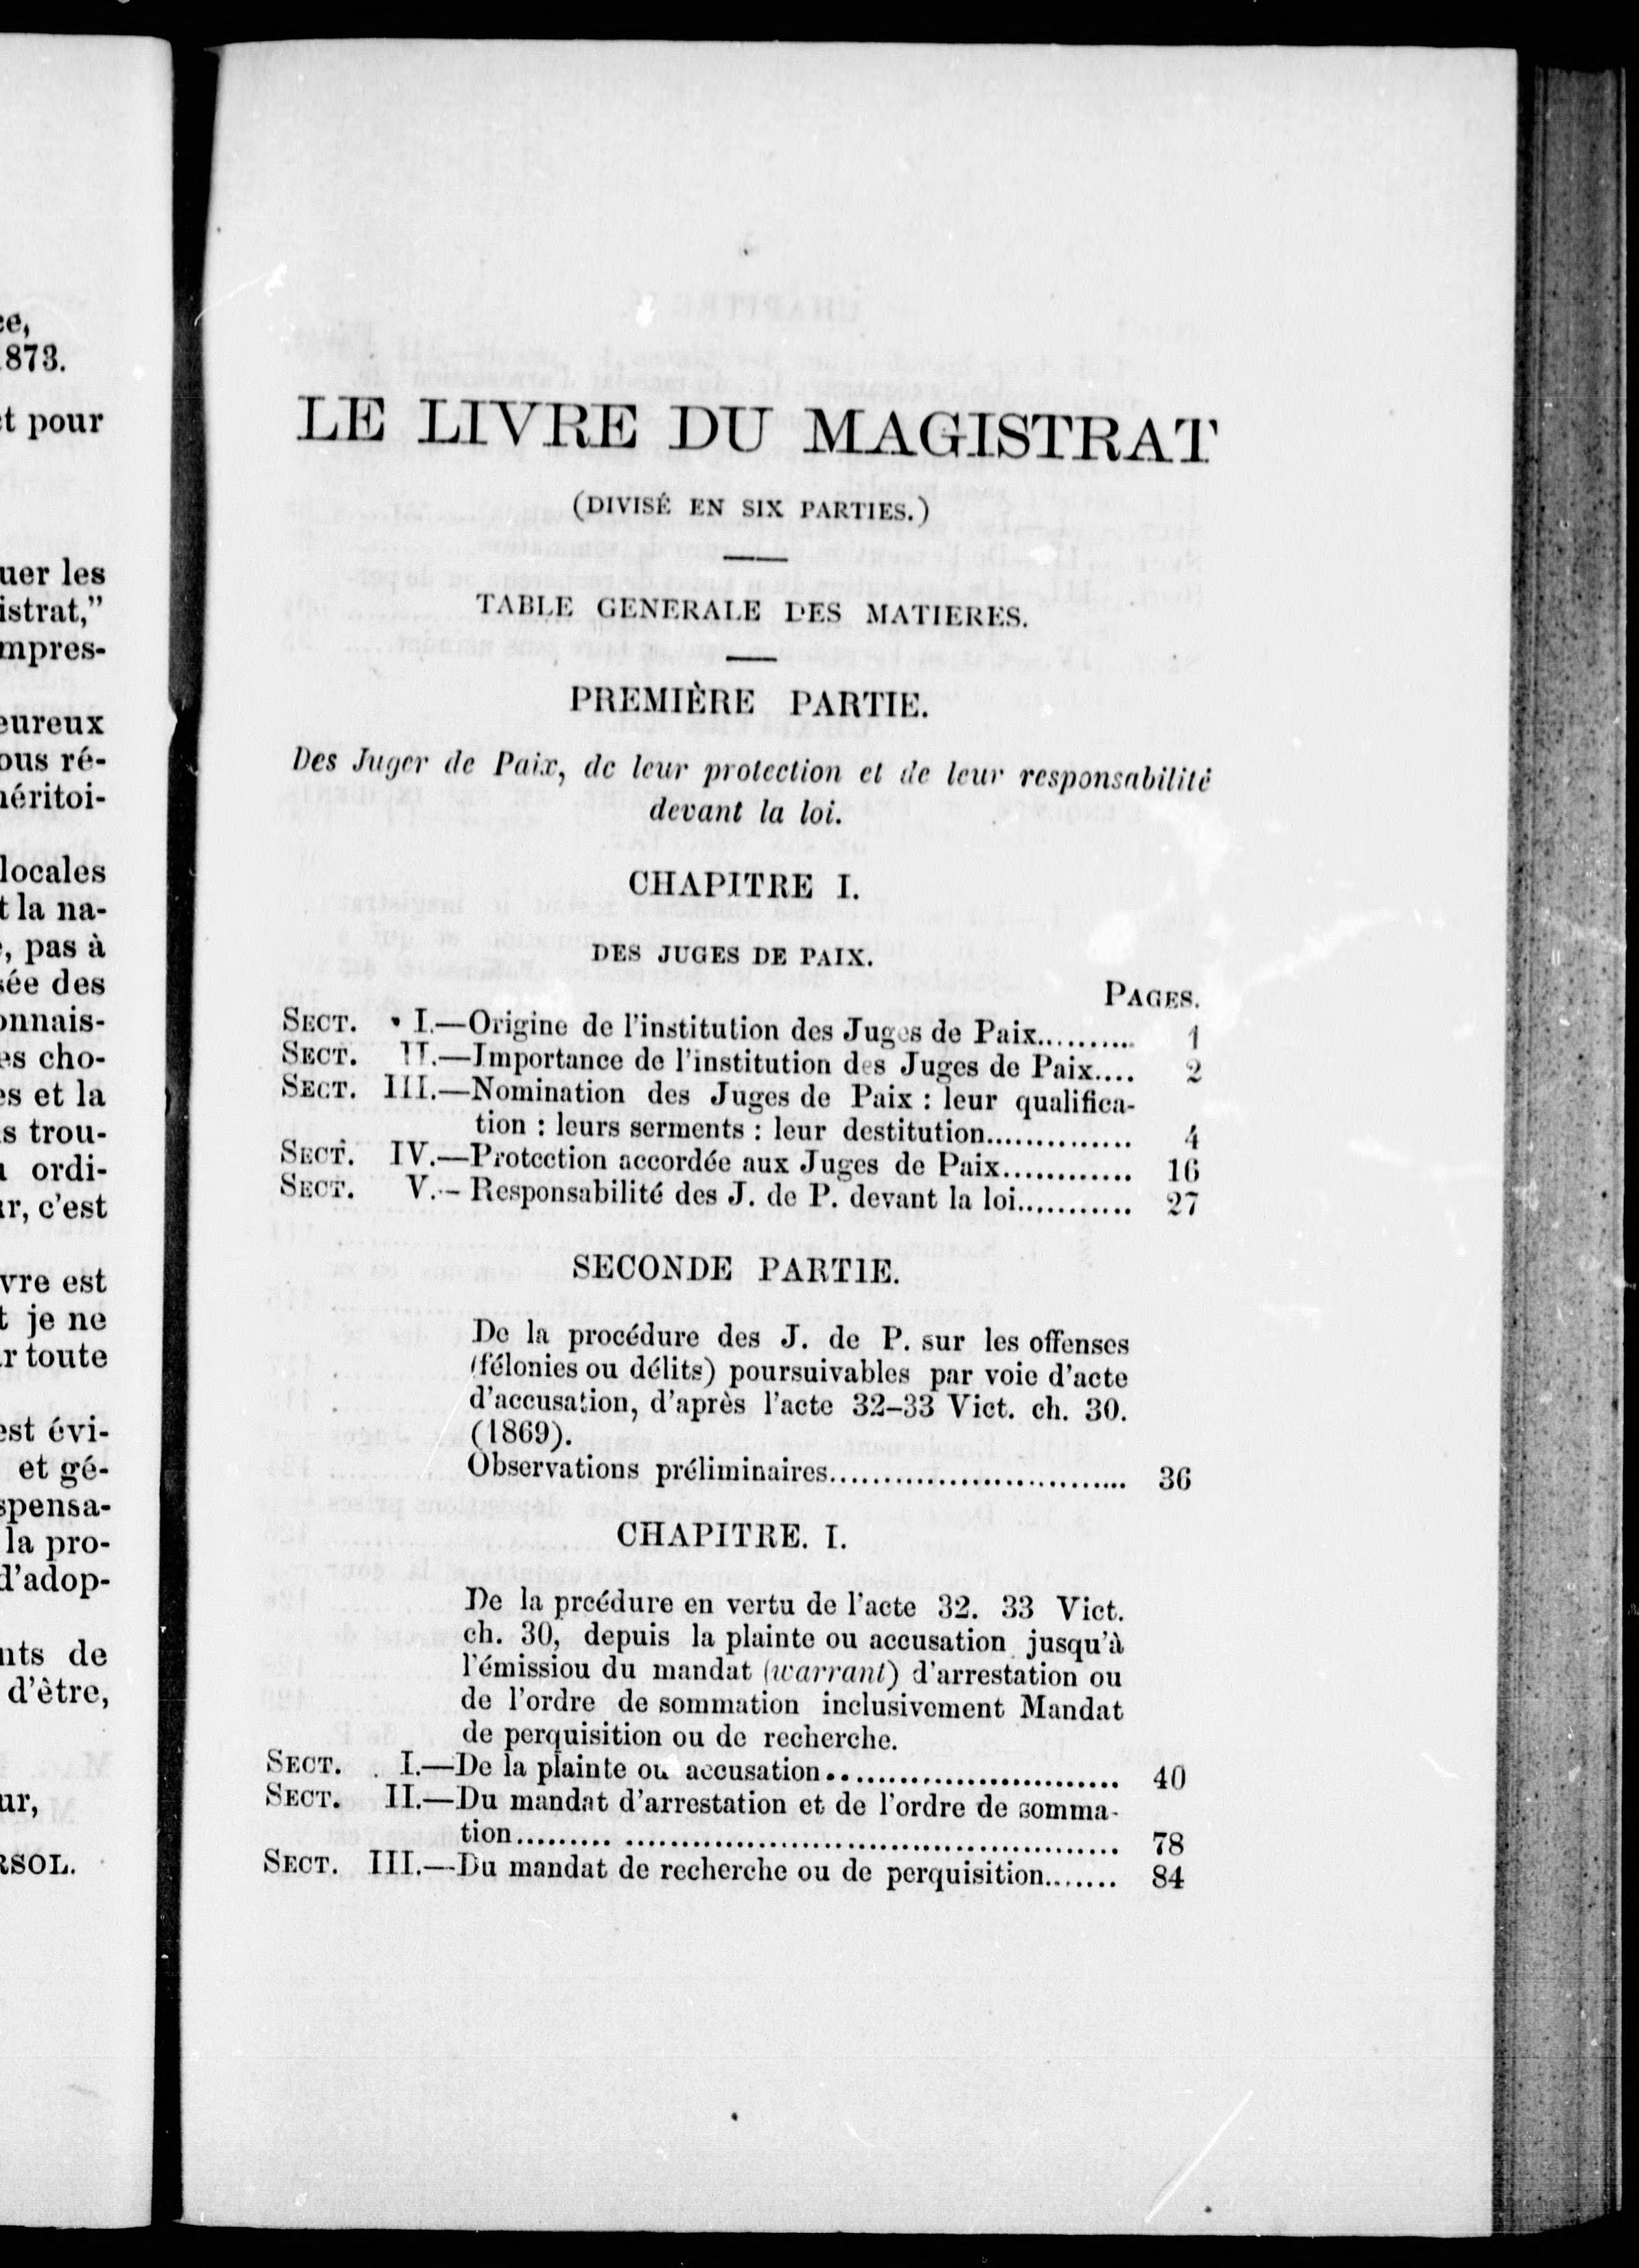 ce,
1873.
et pour
uer les
istrat,”
mpres-
eureux
ous ré-
héritoi-
locales
t la na-
, pas à
sée des
onnais-
es cho-
es et la
s trou-
ordi-
ur, c'est
vre est
t je ne
r toute
est évi-
et gé-
spensa-
la pro-
d'adop-
nts de
d'être,
ur,
RSOL.
LE LIVRE DU MAGISTRAT
(DIVISÉ EN SIX PARTIES.)
TABLE GENERALE DES MATIERES.
PREMIÈRE PARTIE.
Des Juger de Paix, de leur protection et de leur responsabilité
devant la loi.
CHAPITRE I.
DES JUGES DE PAIX.
PAGES.
SECT. I.—Origine de l'institution des Juges de Paix.......... 1
SECT. II.—Importance de l'institution des Juges de Paix.... 2
SECT. III.—Nomination des Juges de Paix : leur qualifica-
tion : leurs serments : leur destitution.............. 4
SECT. IV.—Protection accordée aux Juges de Paix............ 16
SECT. V.— Responsabilité des J. de P. devant la loi........... 27
SECONDE PARTIE.
De la procédure des J. de P. sur les offenses
(félonies ou délits) poursuivables par voie d'acte
d'accusation, d'après l'acte 32-33 Vict. ch. 30.
(1869).
Observations préliminaires............................ 36
CHAPITRE. I.
De la prcédure en vertu de l'acte 32. 33 Vict.
ch. 30, depuis la plainte ou accusation jusqu'à
l'émissiou du mandat (warrant) d'arrestation ou
de l'ordre de sommation inclusivement Mandat
de perquisition ou de recherche.
SECT. I.—De la plainte ou accusation........................... 40
SECT. II.—Du mandat d'arrestation et de l'ordre de somma-
tion......... ............................................. 78
SECT. III.—Du mandat de recherche ou de perquisition....... 84